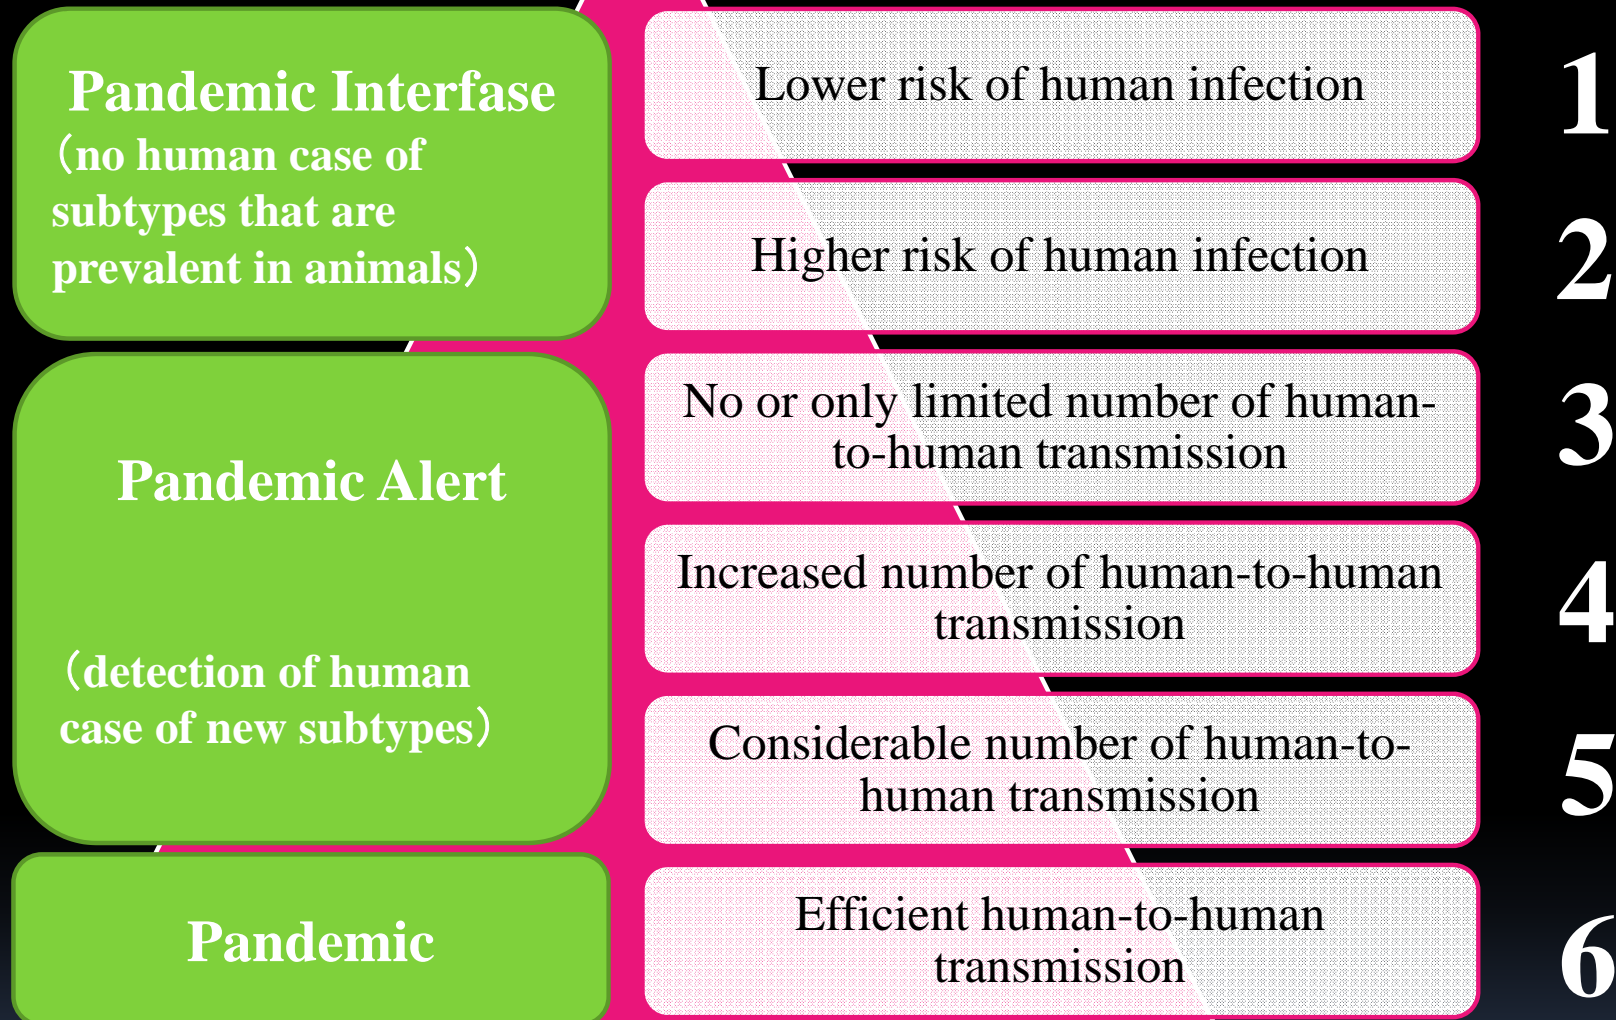 Pandemic Interfase
（no human case of
subtypes that are
prevalent in animals）
Lower risk of human infection
1
Higher risk of human infection
2
Pandemic Alert
（detection of human
case of new subtypes）
No or only limited number of human-
to-human transmission
3
Increased number of human-to-human
transmission
4
Considerable number of human-to-
human transmission
5
Pandemic
Efficient human-to-human
transmission
6